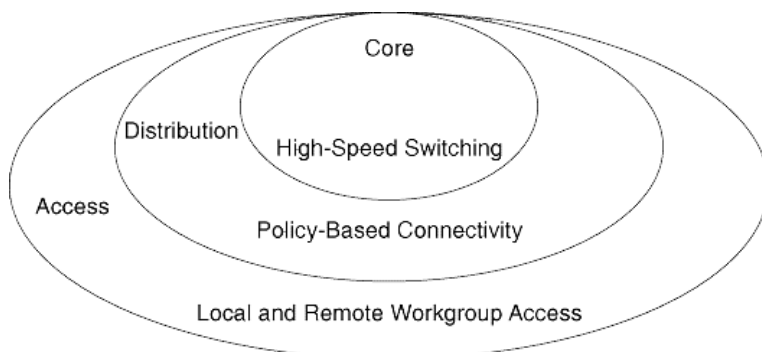 Core
Distribution
High-Speed Switching
Access
Policy-Based Connectivity
Local and Remote Workgroup Access